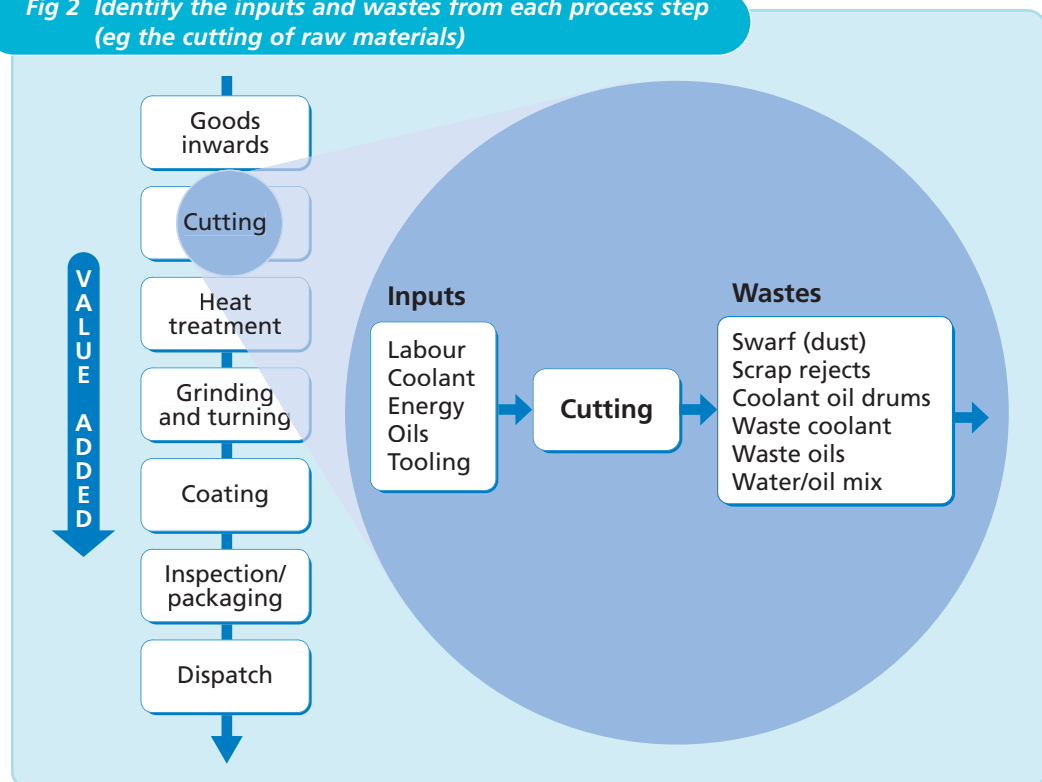 Fig 2 Identify the inputs and wastes from each process step
(eg the cutting of raw materials)
Goods
inwards
Cutting
Heat
treatment
Grinding
and turning
Coating
Inspection/
packaging
Dispatch
VALUE ADDED
Inputs
Labour
Coolant
Energy
Oils
Tooling
Cutting
Wastes
Swarf (dust)
Scrap rejects
Coolant oil drums
Waste coolant
Waste oils
Water/oil mix